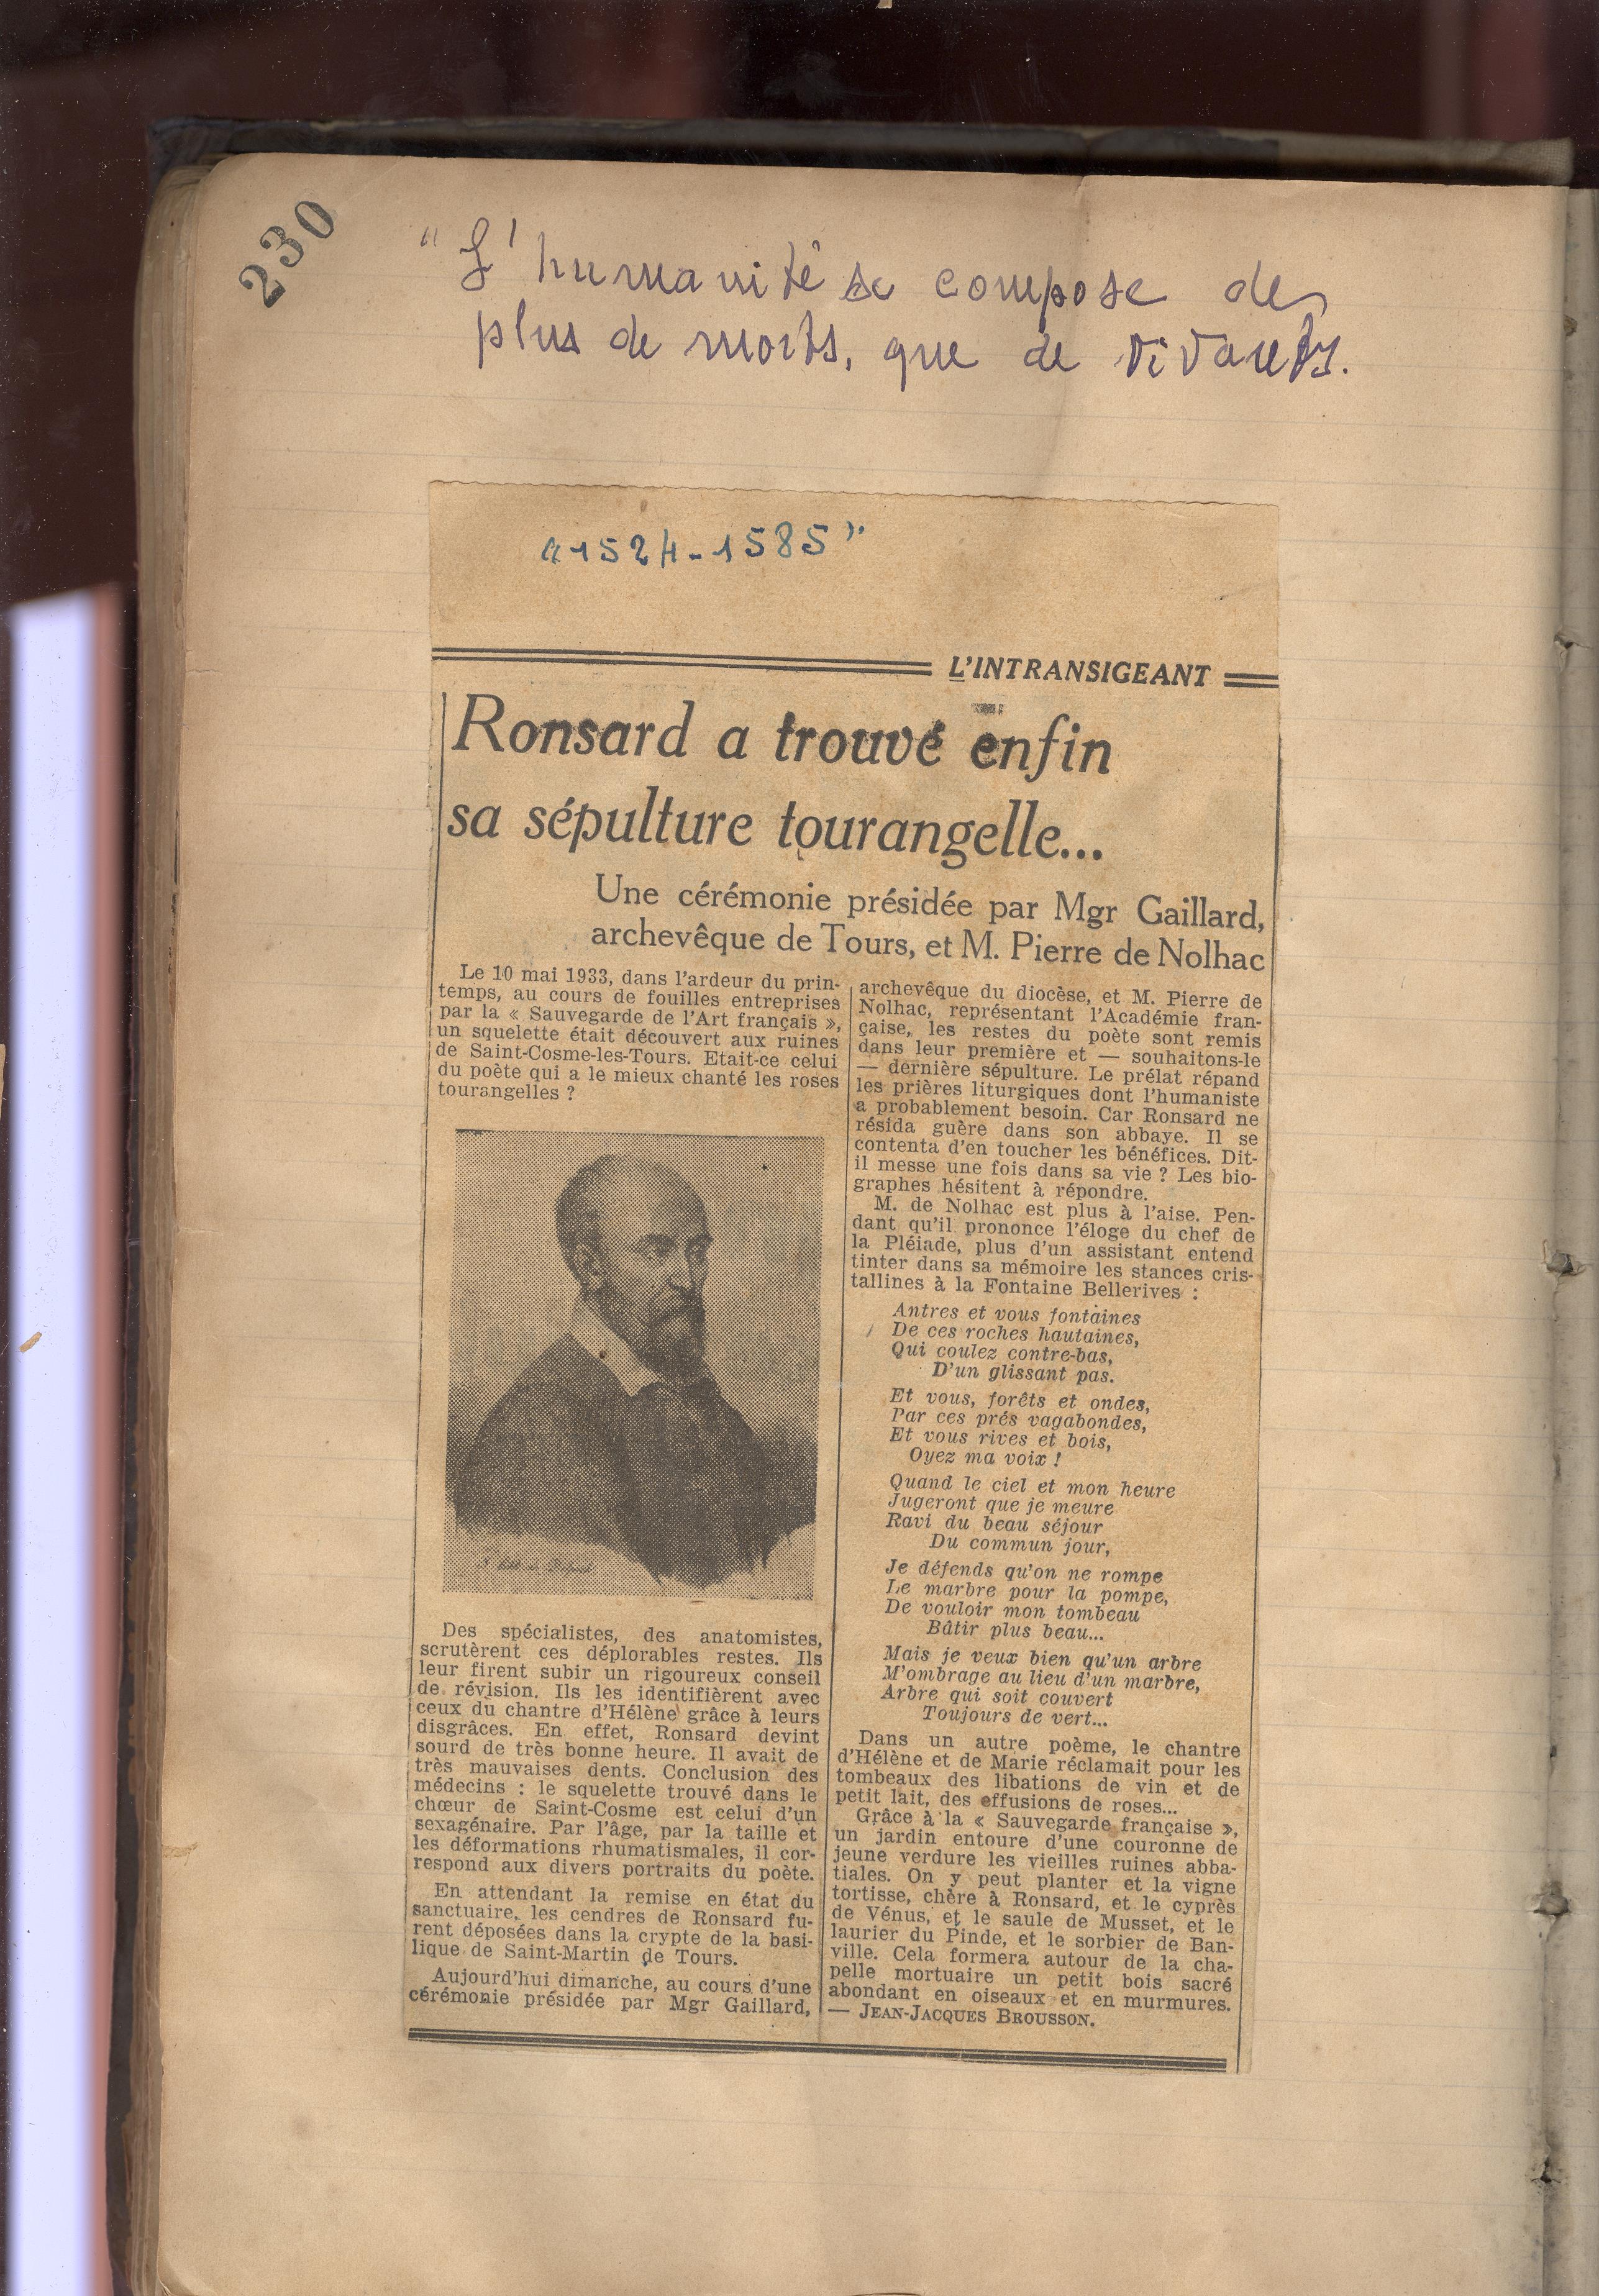 230
" L'humanité se compose des
plus de morts, que de vivants.
"1524-1585"
L'INTRANSIGEANT
Ronsard a trouvé enfin
sa sépulture tourangelle...
Une cérémonie présidée par Mgr Gaillard,
archevêque de Tours, et M. Pierre de Nolhac
Le 10 mai 1933, dans l'ardeur du prin-
temps, au cours de fouilles entreprises
par la « Sauvegarde de l'Art français »,
un squelette était découvert aux ruines
de Saint-Cosme-les-Tours. Etait-ce celui
du poète qui a le mieux chanté les roses
tourangelles ?
Des spécialistes, des anatomistes,
scrutèrent ces déplorables restes. Ils
leur firent subir un rigoureux conseil
de révision. Ils les identifièrent avec
ceux du chantre d'Hélène grâce à leurs
disgrâces. En effet, Ronsard devint
sourd de très bonne heure. Il avait de
très mauvaises dents. Conclusion des
médecins : le squelette trouvé dans le
chœur de Saint-Cosme est celui d'un
sexagénaire. Par l'âge, par la taille et
les déformations rhumatismales, il cor-
respond aux divers portraits du poète.
En attendant la remise en état du
sanctuaire, les cendres de Ronsard fu-
rent déposées dans la crypte de la basi-
lique de Saint-Martin de Tours.
Aujourd'hui dimanche, au cours d'une
cérémonie présidée par Mgr Gaillard,
archevêque du diocèse, et M. Pierre de
Nolhac, représentant l'Académie fran-
çaise, les restes du poète sont remis
dans leur première et — souhaitons-le
— dernière sépulture. Le prélat répand
les prières liturgiques dont l'humaniste
a probablement besoin. Car Ronsard ne
résida guère dans son abbaye. Il se
contenta d'en toucher les bénéfices. Dit-
il messe une fois dans sa vie ? Les bio-
graphes hésitent à répondre.
M. de Nolhac est plus à l'aise. Pen-
dant qu'il prononce l'éloge du chef de
la Pléiade, plus d'un assistant entend
tinter dans sa mémoire les stances cris-
tallines à la Fontaine Bellerives :
Antres et vous fontaines
De ces roches hautaines,
Qui coulez contre-bas,
D'un glissant pas.
Et vous, forêts et ondes,
Par ces prés vagabondes,
Et vous rives et bois,
Oyez ma voix !
Quand le ciel et mon heure
Jugeront que je meure
Ravi du beau séjour
Du commun jour,
Je défends qu'on ne rompe
Le marbre pour la pompe,
De vouloir mon tombeau
Bâtir plus beau...
Mais je veux bien qu'un arbre
M'ombrage au lieu d'un marbre,
Arbre qui soit couvert
Toujours de vert...
Dans un autre poème, le chantre
d'Hélène et de Marie réclamait pour les
tombeaux des libations de vin et de
petit lait, des effusions de roses...
Grâce à la « Sauvegarde française »,
un jardin entoure d'une couronne de
jeune verdure les vieilles ruines abba-
tiales. On y peut planter et la vigne
tortisse, chère à Ronsard, et le cyprès
de Vénus, et le saule de Musset, et le
laurier du Pinde, et le sorbier de Ban-
ville. Cela formera autour de la cha-
pelle mortuaire un petit bois sacré
abondant en oiseaux et en murmures.
— JEAN-JACQUES BROUSSON.